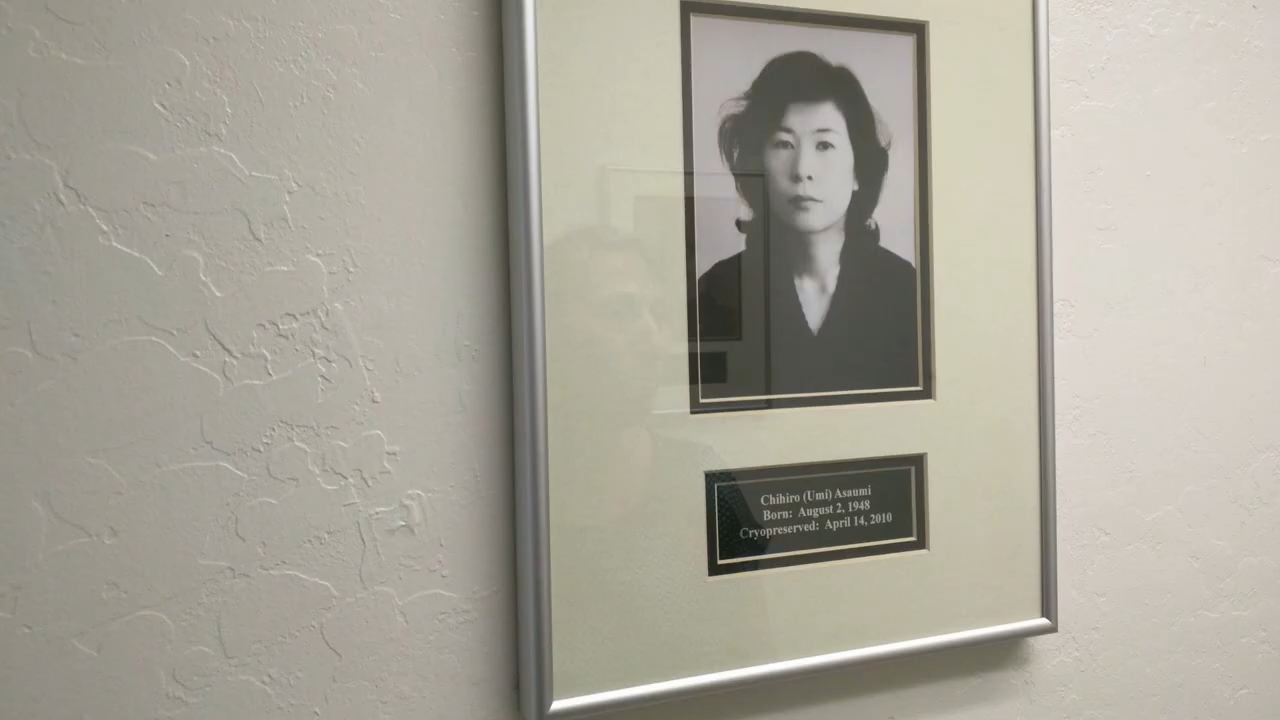 Chihiro (Umi) Asaumi
Born: August 2, 1948
Cryopreserved: April 14, 2010